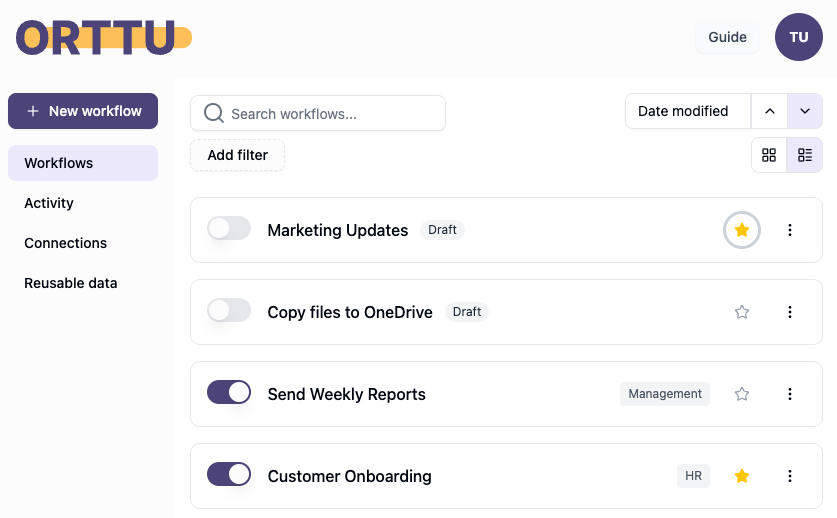 ORTTU
Guide
TU
+ New workflow
Workflows
Activity
Connections
Reusable data
Search workflows...
Date modified
Add filter
Marketing Updates Draft
Copy files to OneDrive Draft
Send Weekly Reports Management
Customer Onboarding HR